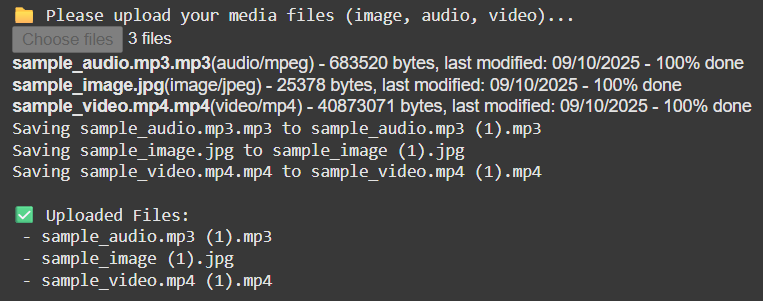 📁 Please upload your media files (image, audio, video)...
Choose files 3 files
sample_audio.mp3.mp3(audio/mpeg) - 683520 bytes, last modified: 09/10/2025 - 100% done
sample_image.jpg(image/jpeg) - 25378 bytes, last modified: 09/10/2025 - 100% done
sample_video.mp4.mp4(video/mp4) - 40873071 bytes, last modified: 09/10/2025 - 100% done
Saving sample_audio.mp3.mp3 to sample_audio.mp3 (1).mp3
Saving sample_image.jpg to sample_image (1).jpg
Saving sample_video.mp4.mp4 to sample_video.mp4 (1).mp4
✅ Uploaded Files:
- sample_audio.mp3 (1).mp3
- sample_image (1).jpg
- sample_video.mp4 (1).mp4